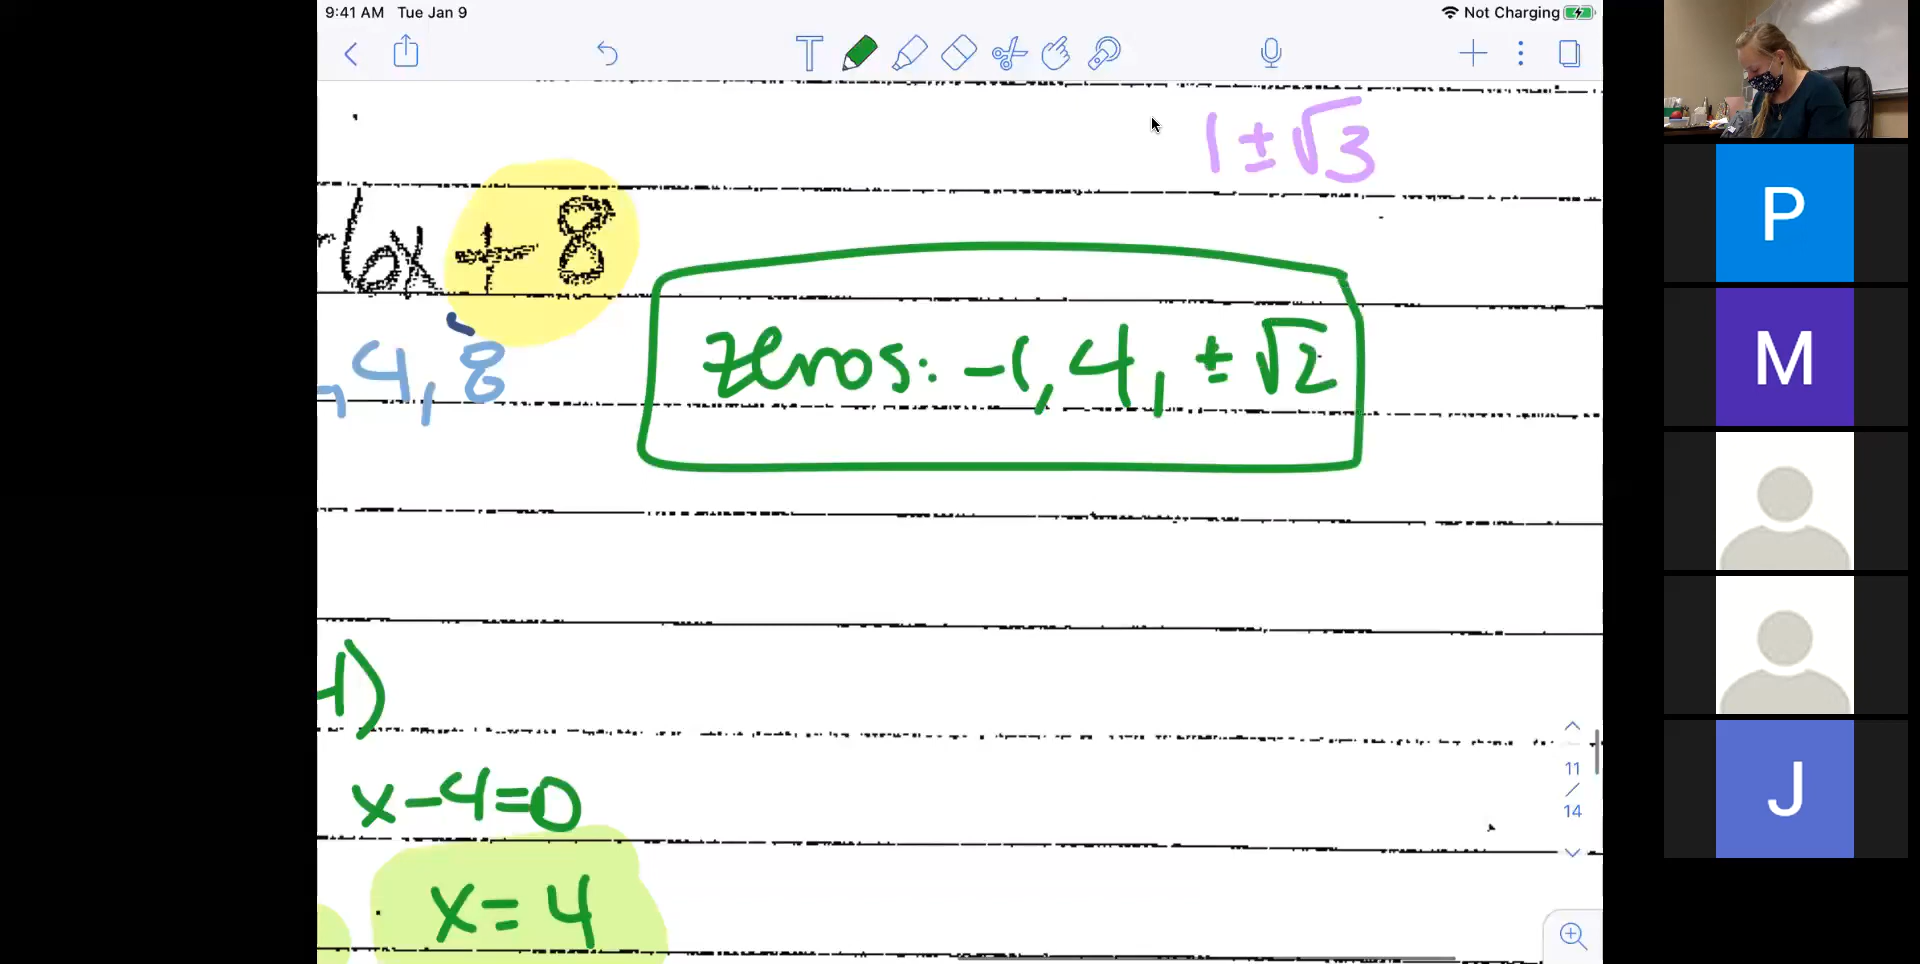 9:41 AM Tue Jan 9
Not Charging
T
1 ± √3
6x + 8
, 4, 8
zeros: -1, 4, ± √2
4)
x - 4 = 0
x = 4
11
/
14
P
M
J